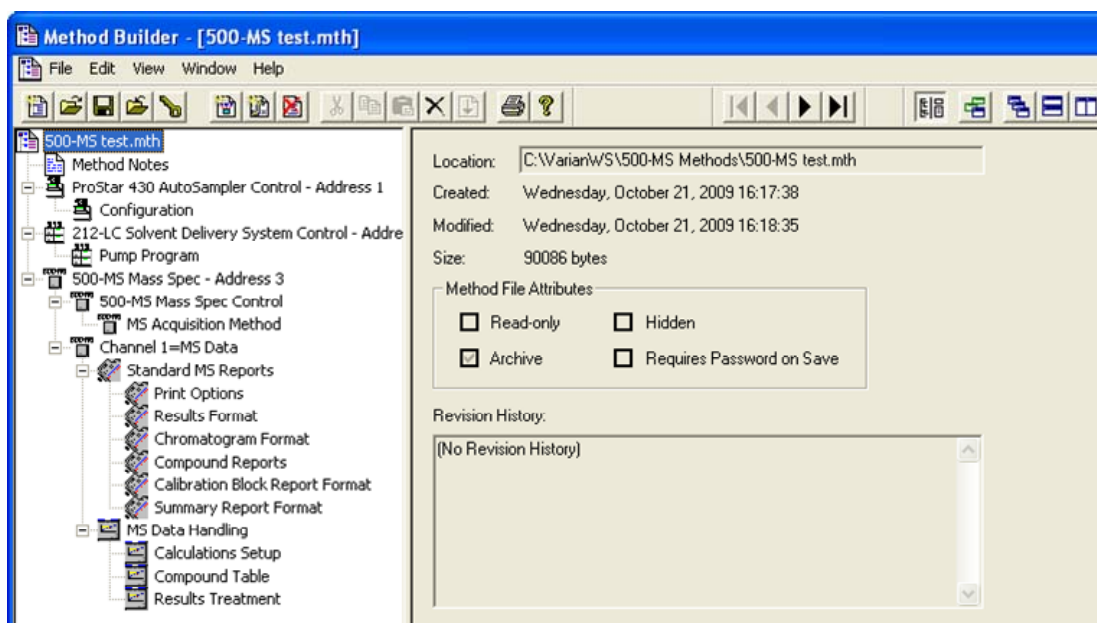 Method Builder - [500-MS test.mth]
File Edit View Window Help
500-MS test.mth
Method Notes
ProStar 430 AutoSampler Control - Address 1
Configuration
212-LC Solvent Delivery System Control - Addre
Pump Program
500-MS Mass Spec - Address 3
500-MS Mass Spec Control
MS Acquisition Method
Channel 1=MS Data
Standard MS Reports
Print Options
Results Format
Chromatogram Format
Compound Reports
Calibration Block Report Format
Summary Report Format
MS Data Handling
Calculations Setup
Compound Table
Results Treatment
Location: C:\VarianWS\500-MS Methods\500-MS test.mth
Created: Wednesday, October 21, 2009 16:17:38
Modified: Wednesday, October 21, 2009 16:18:35
Size: 90086 bytes
Method File Attributes
Read-only Hidden
Archive Requires Password on Save
Revision History:
(No Revision History)